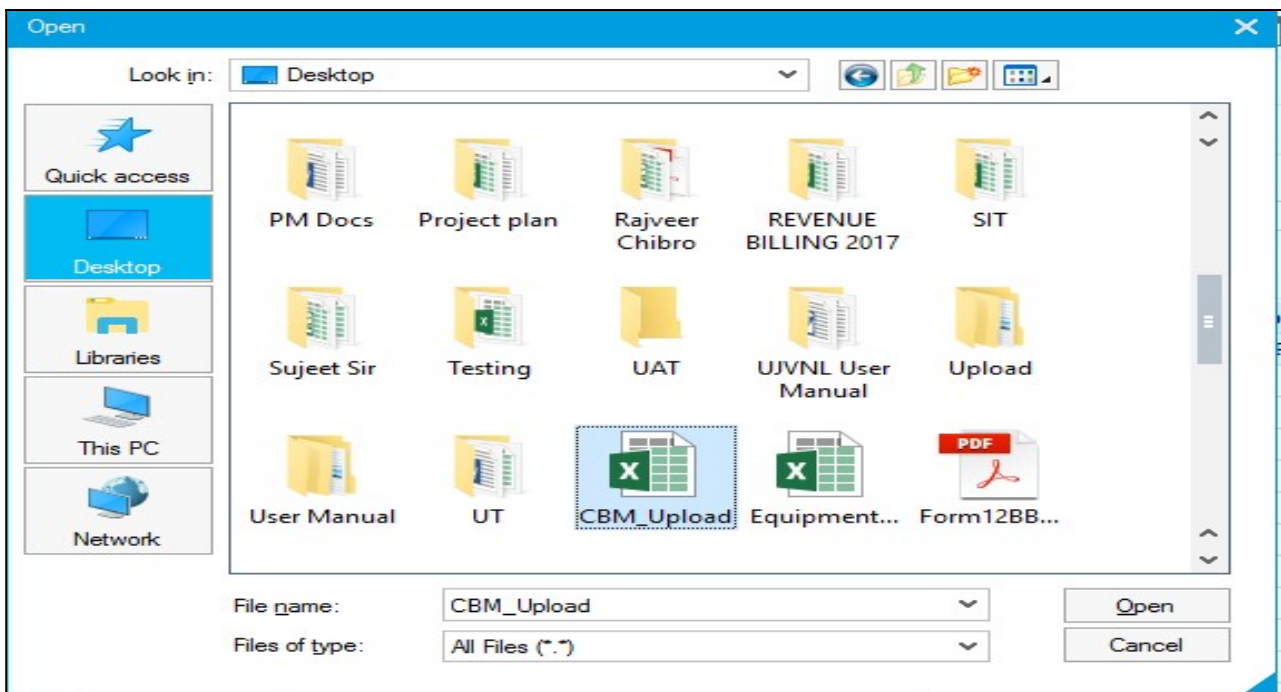 Open
Look in:
Desktop
Quick access
Desktop
Libraries
This PC
Network
PM Docs
Project plan
Rajveer
Chibro
REVENUE
BILLING 2017
SIT
Sujeet Sir
Testing
UAT
UJVNL User
Manual
Upload
User Manual
UT
CBM_Upload
Equipment...
PDF
Form12BB...
File name:
CBM_Upload
Open
Files of type:
All Files (*.*)
Cancel